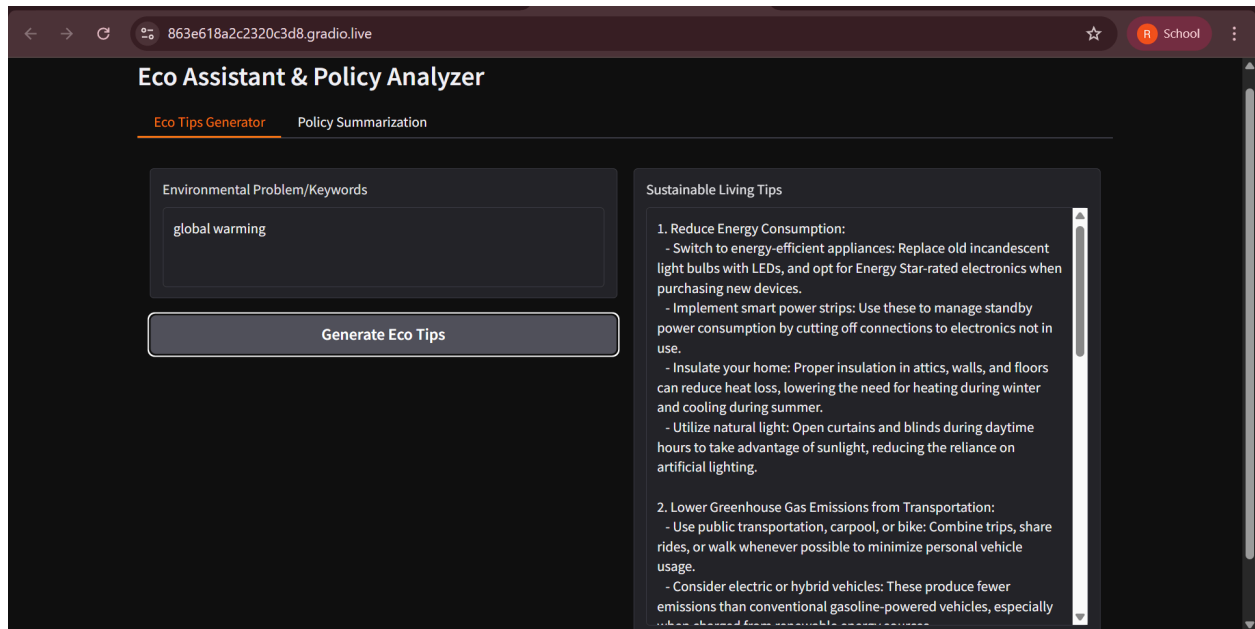 863e618a2c2320c3d8.gradio.live
R School
Eco Assistant & Policy Analyzer
Eco Tips Generator Policy Summarization
Environmental Problem/Keywords
global warming
Generate Eco Tips
Sustainable Living Tips
1. Reduce Energy Consumption:
- Switch to energy-efficient appliances: Replace old incandescent
light bulbs with LEDs, and opt for Energy Star-rated electronics when
purchasing new devices.
- Implement smart power strips: Use these to manage standby
power consumption by cutting off connections to electronics not in
use.
- Insulate your home: Proper insulation in attics, walls, and floors
can reduce heat loss, lowering the need for heating during winter
and cooling during summer.
- Utilize natural light: Open curtains and blinds during daytime
hours to take advantage of sunlight, reducing the reliance on
artificial lighting.
2. Lower Greenhouse Gas Emissions from Transportation:
- Use public transportation, carpool, or bike: Combine trips, share
rides, or walk whenever possible to minimize personal vehicle
usage.
- Consider electric or hybrid vehicles: These produce fewer
emissions than conventional gasoline-powered vehicles, especially
when charged from renewable energy sources.